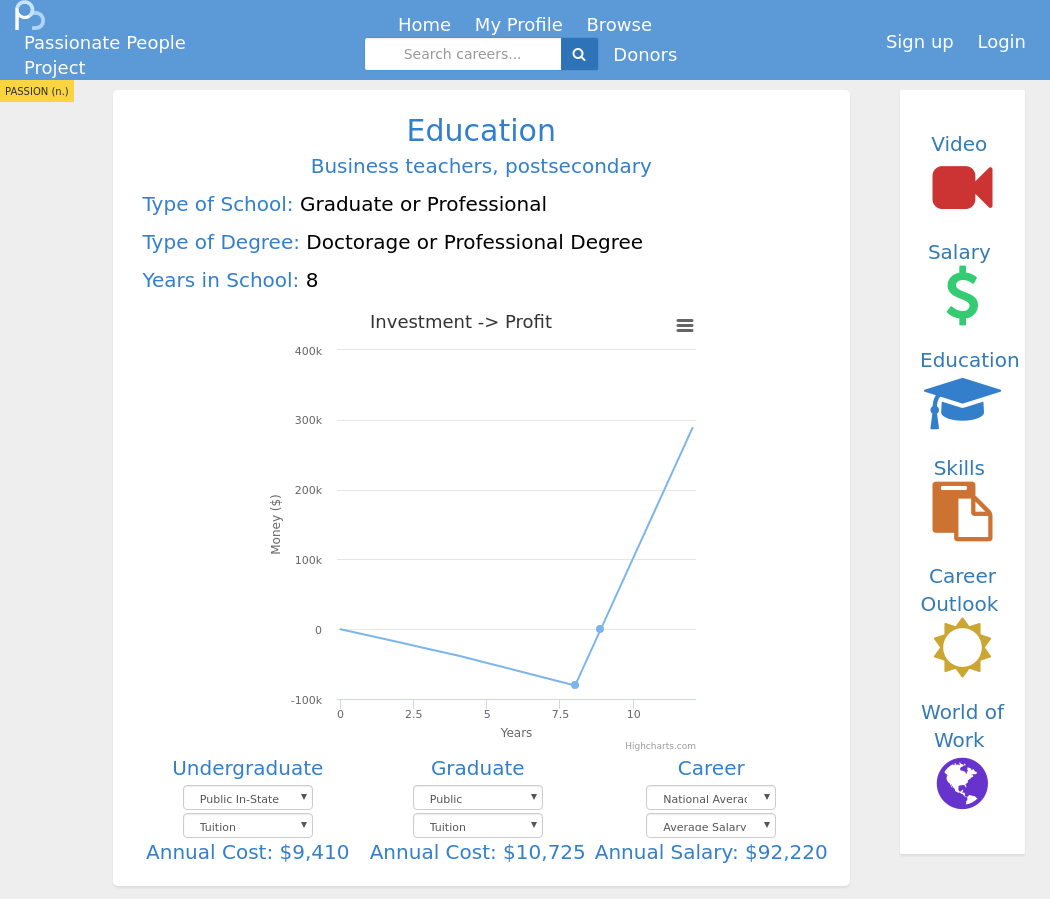 Home My Profile Browse
Passionate People
Project
Search careers...
Donors
Sign up Login
PASSION (n.)
Education
Business teachers, postsecondary
Type of School: Graduate or Professional
Type of Degree: Doctorage or Professional Degree
Years in School: 8
Investment -> Profit
400k
300k
200k
100k
0
-100k
Money ($)
0 2.5 5 7.5 10
Years
Highcharts.com
Undergraduate
Public In-State
Tuition
Annual Cost: $9,410
Graduate
Public
Tuition
Annual Cost: $10,725
Career
National Averag
Average Salary
Annual Salary: $92,220
Video
Salary
Education
Skills
Career
Outlook
World of
Work